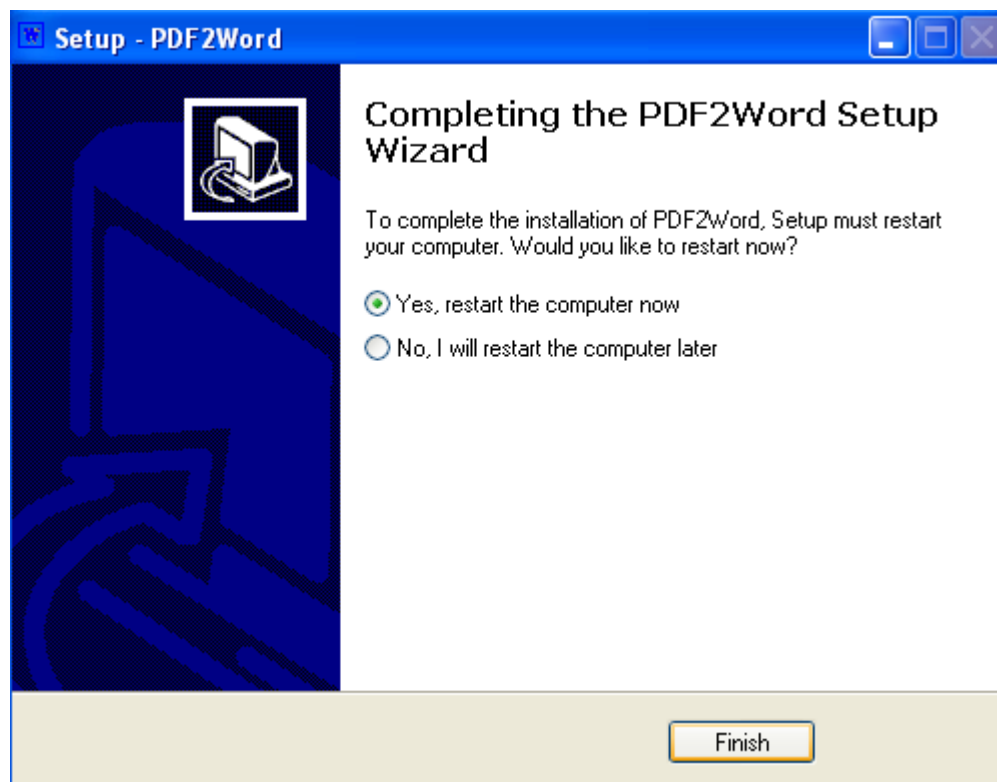 Setup - PDF2Word
Completing the PDF2Word Setup
Wizard
To complete the installation of PDF2Word, Setup must restart
your computer. Would you like to restart now?
Yes, restart the computer now
No, I will restart the computer later
Finish